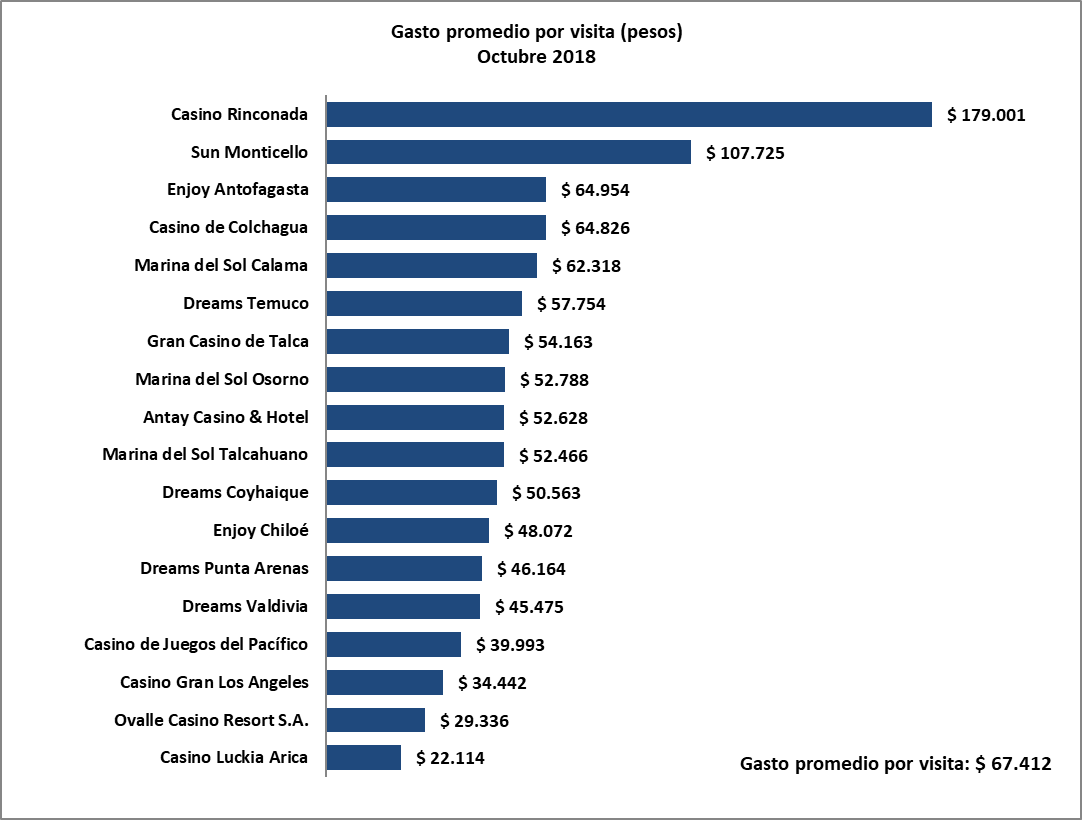 Gasto promedio por visita (pesos)
Octubre 2018
Casino Rinconada $ 179.001
Sun Monticello $ 107.725
Enjoy Antofagasta $ 64.954
Casino de Colchagua $ 64.826
Marina del Sol Calama $ 62.318
Dreams Temuco $ 57.754
Gran Casino de Talca $ 54.163
Marina del Sol Osorno $ 52.788
Antay Casino & Hotel $ 52.628
Marina del Sol Talcahuano $ 52.466
Dreams Coyhaique $ 50.563
Enjoy Chiloé $ 48.072
Dreams Punta Arenas $ 46.164
Dreams Valdivia $ 45.475
Casino de Juegos del Pacífico $ 39.993
Casino Gran Los Angeles $ 34.442
Ovalle Casino Resort S.A. $ 29.336
Casino Luckia Arica $ 22.114
Gasto promedio por visita: $ 67.412